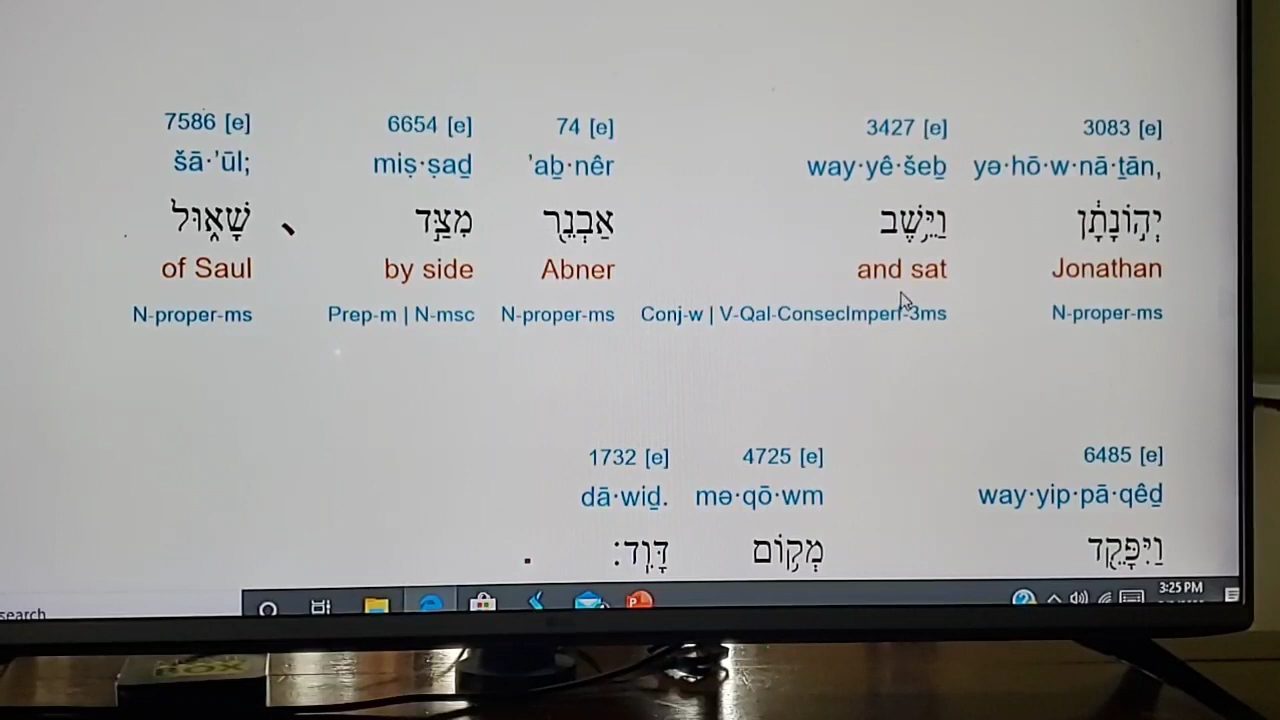 7586 [e] 6654 [e] 74 [e] 3427 [e] 3083 [e]
šā·’ūl; miṣ·ṣaḏ ’aḇ·nêr way·yê·šeḇ yə·hō·w·nā·ṯān,
יְה֣וֹנָתָ֔ן וַיֵּ֥שֶׁב אַבְנֵ֖ר מִצַּ֣ד שָׁא֑וּל
of Saul by side Abner and sat Jonathan
N-proper-ms Prep-m | N-msc N-proper-ms Conj-w | V-Qal-ConsecImperf-3ms N-proper-ms
1732 [e] 4725 [e] 6485 [e]
dā·wiḏ. mə·qō·wm way·yip·pā·qêḏ
וַיִּפָּקֵ֖ד מְק֥וֹם דָּוִֽד׃ .
search 3:25 PM